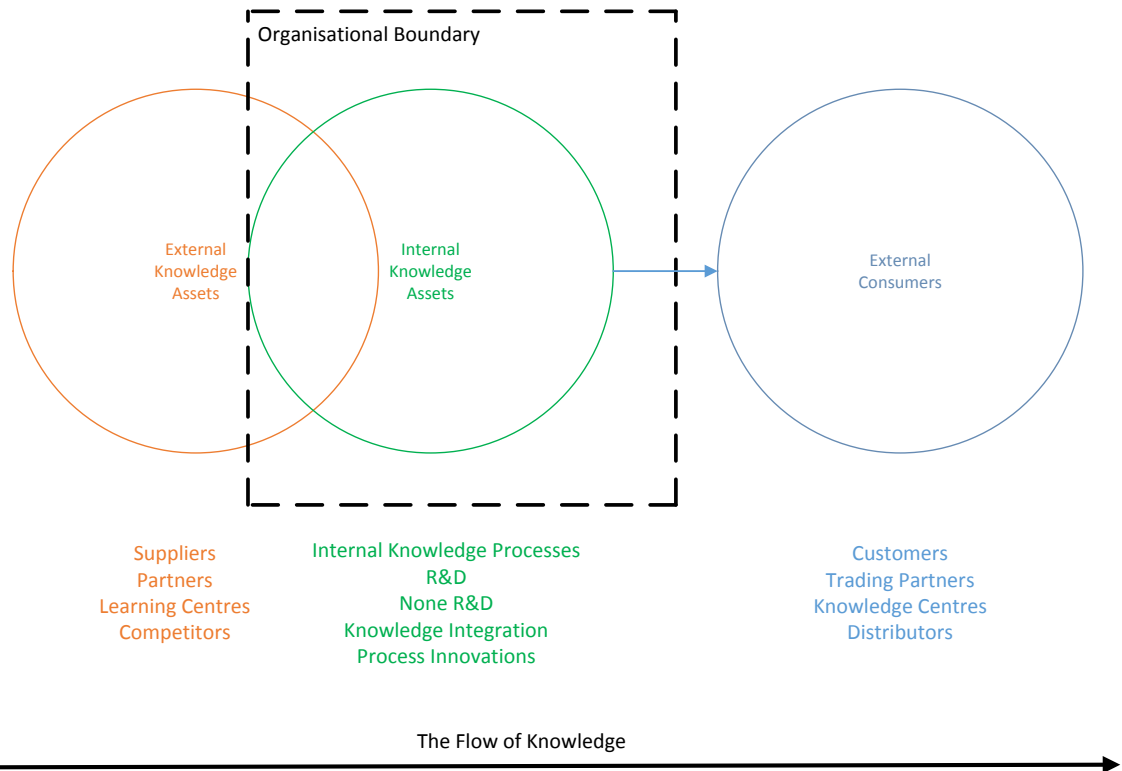 Organisational Boundary
External
Knowledge
Assets
Internal
Knowledge
Assets
External
Consumers
Suppliers
Partners
Learning Centres
Competitors
Internal Knowledge Processes
R&D
None R&D
Knowledge Integration
Process Innovations
Customers
Trading Partners
Knowledge Centres
Distributors
The Flow of Knowledge